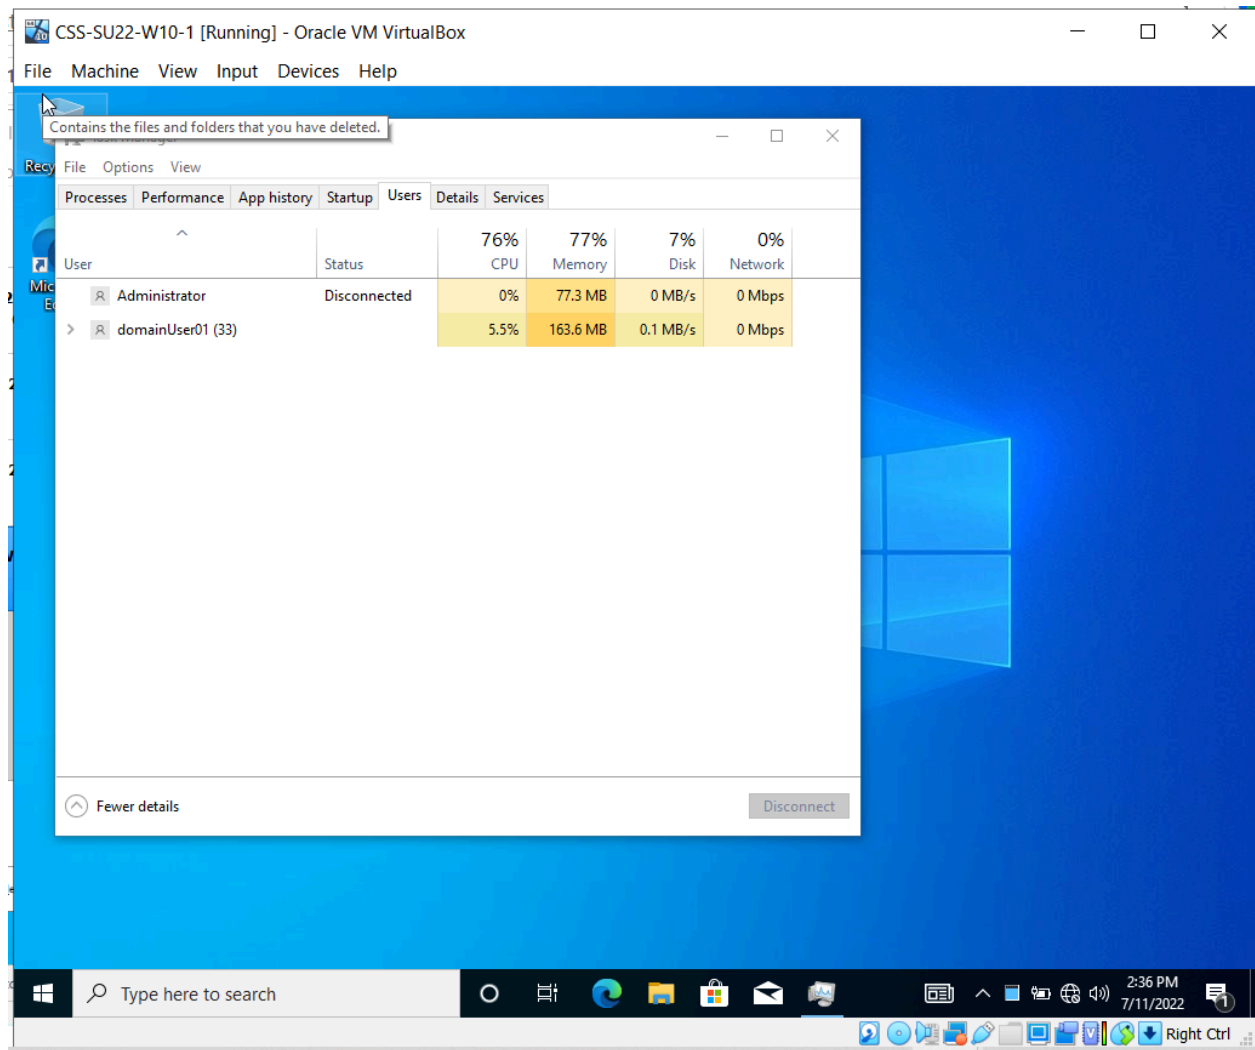 CSS-SU22-W10-1 [Running] - Oracle VM VirtualBox
File Machine View Input Devices Help
Contains the files and folders that you have deleted.
Recy
File Options View
Processes Performance App history Startup Users Details Services
76% 77% 7% 0%
User Status CPU Memory Disk Network
Mic
Administrator Disconnected 0% 77.3 MB 0 MB/s 0 Mbps
domainUser01 (33) 5.5% 163.6 MB 0.1 MB/s 0 Mbps
Fewer details Disconnect
Type here to search
2:36 PM
7/11/2022
1
Right Ctrl